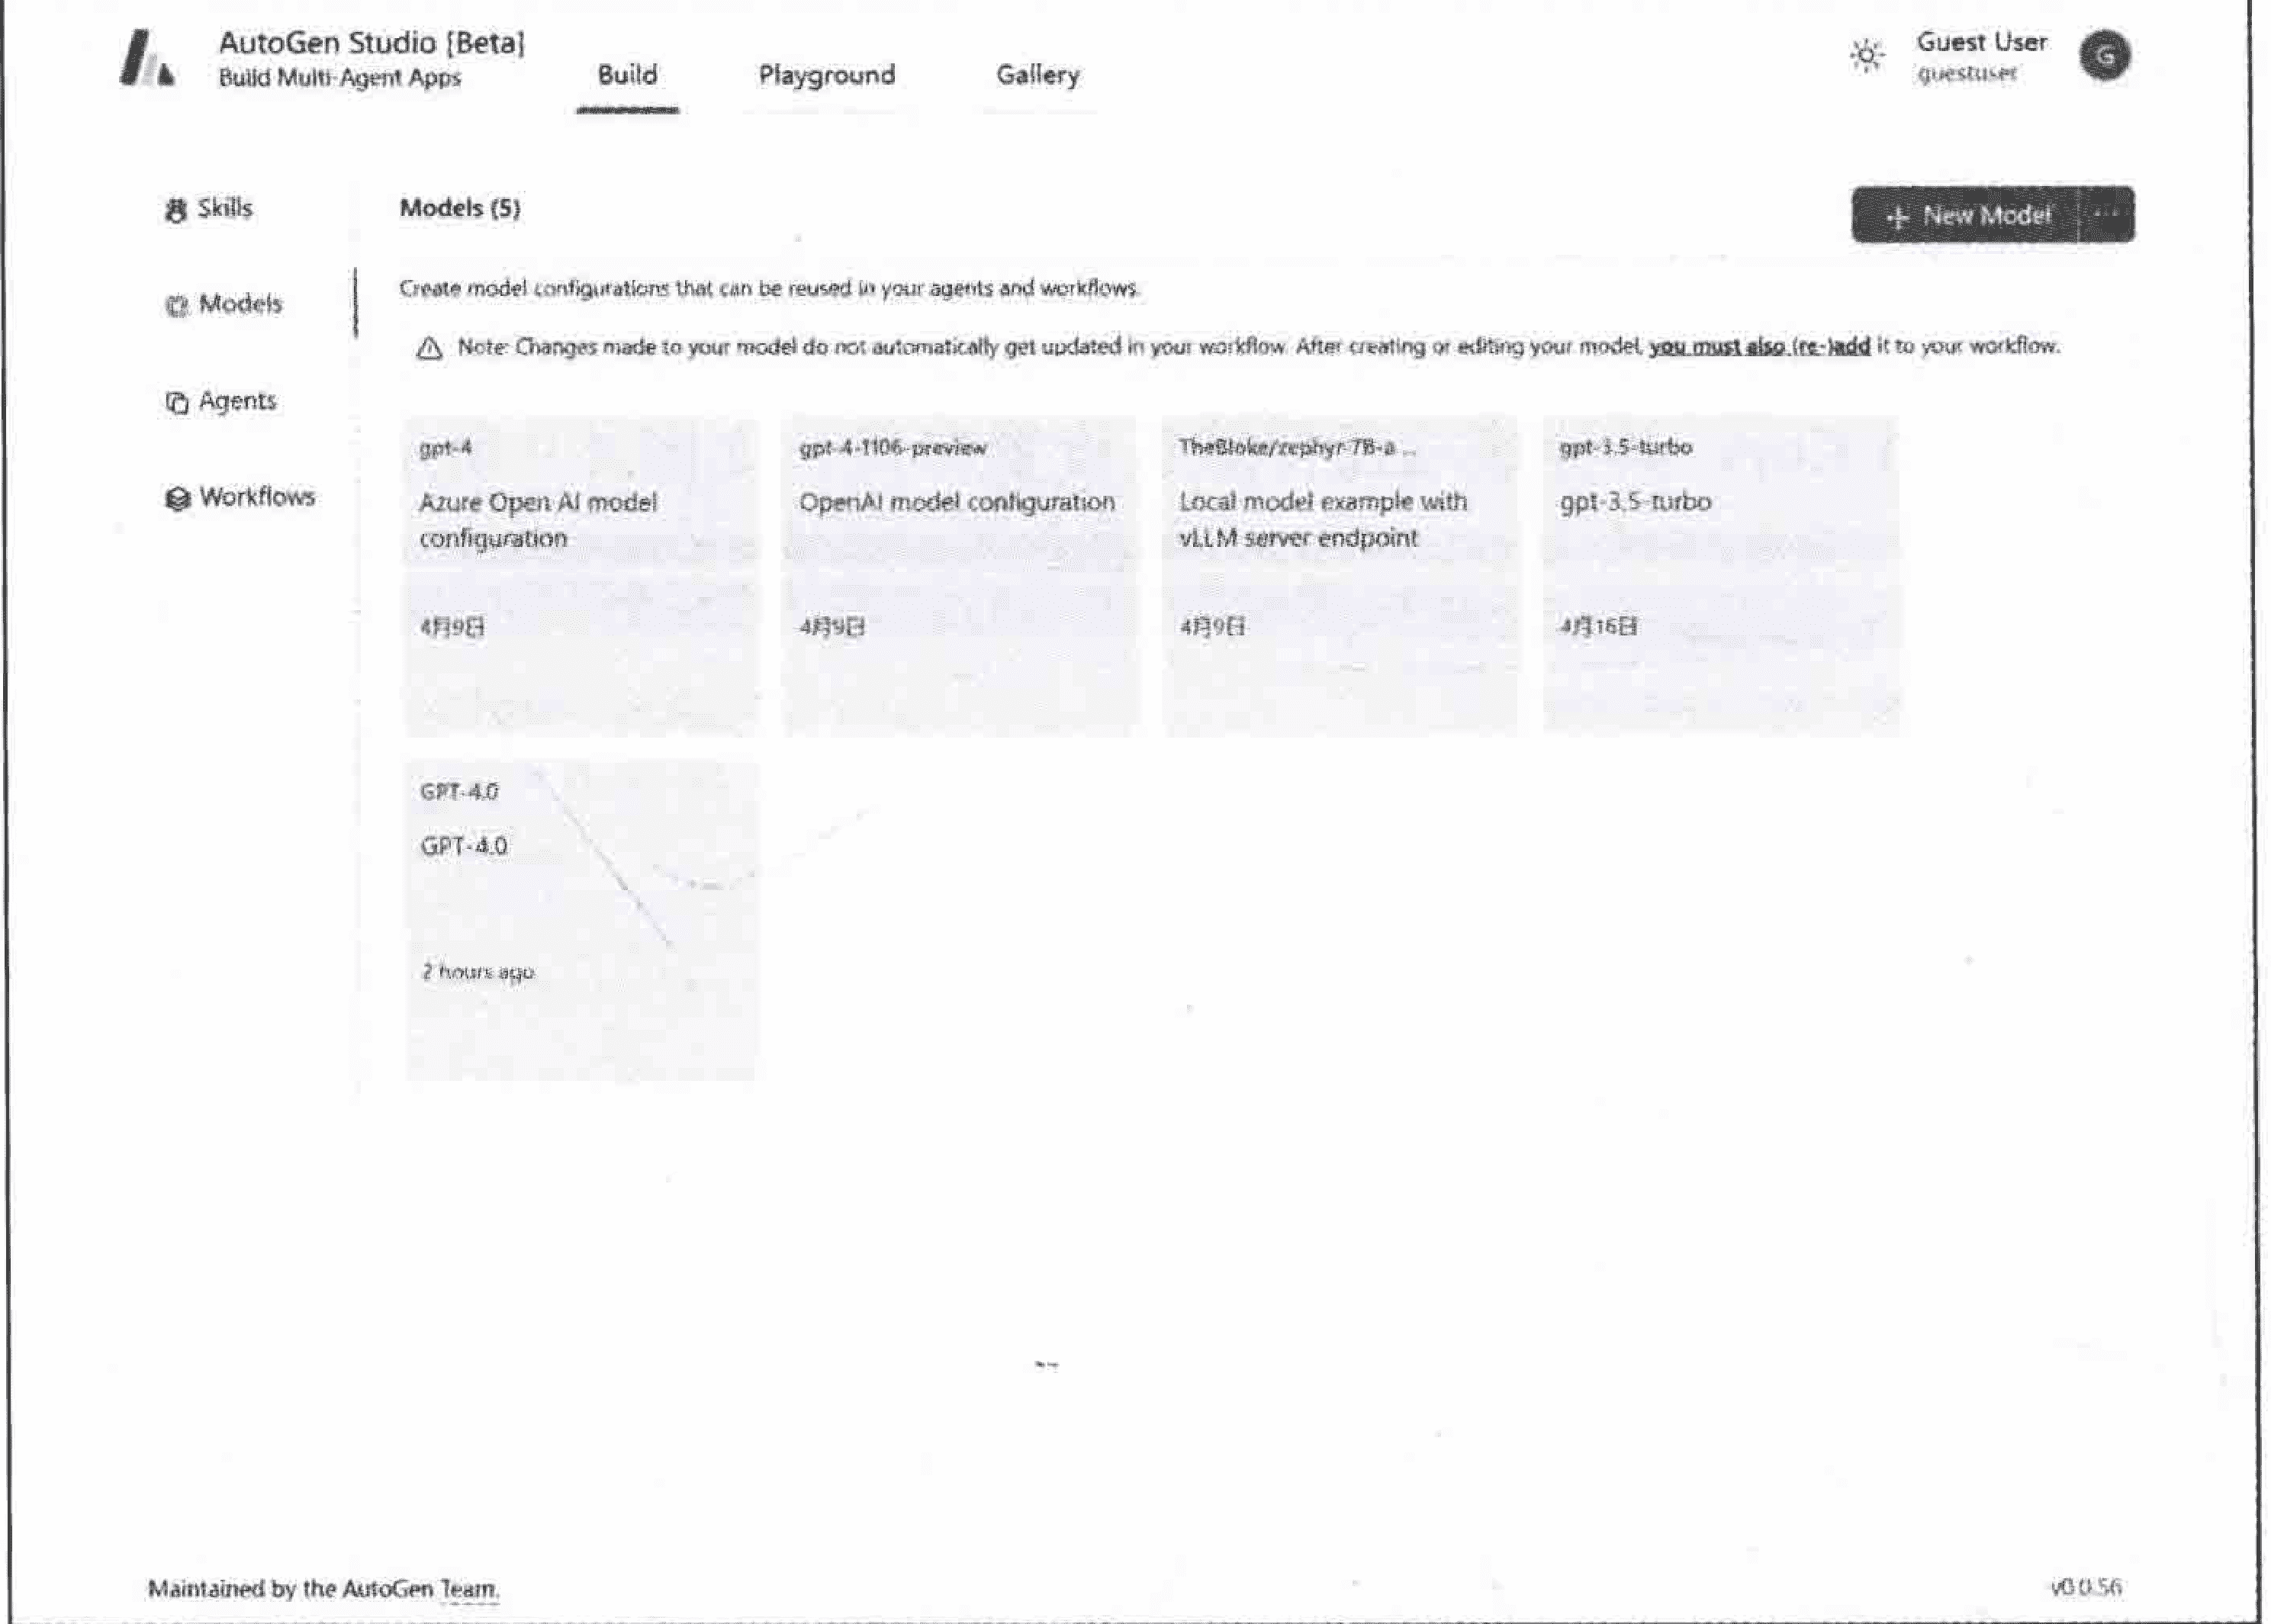 AutoGen Studio [Beta]
Build Multi-Agent Apps
Build
Playground
Gallery
Guest User
guestuser
G
Skills
Models
Agents
Workflows
Models (5)
+ New Model ...
Create model configurations that can be reused in your agents and workflows.
Note: Changes made to your model do not automatically get updated in your workflow. After creating or editing your model, you must also (re-)add it to your workflow.
gpt-4
Azure Open AI model
configuration
4月9日
gpt-4-1106-preview
OpenAI model configuration
4月9日
TheBloke/zephyr-7B-a ...
Local model example with
vLLM server endpoint
4月9日
gpt-3.5-turbo
gpt-3.5-turbo
4月16日
GPT-4.0
GPT-4.0
2 hours ago
Maintained by the AutoGen Team.
v0.0.56